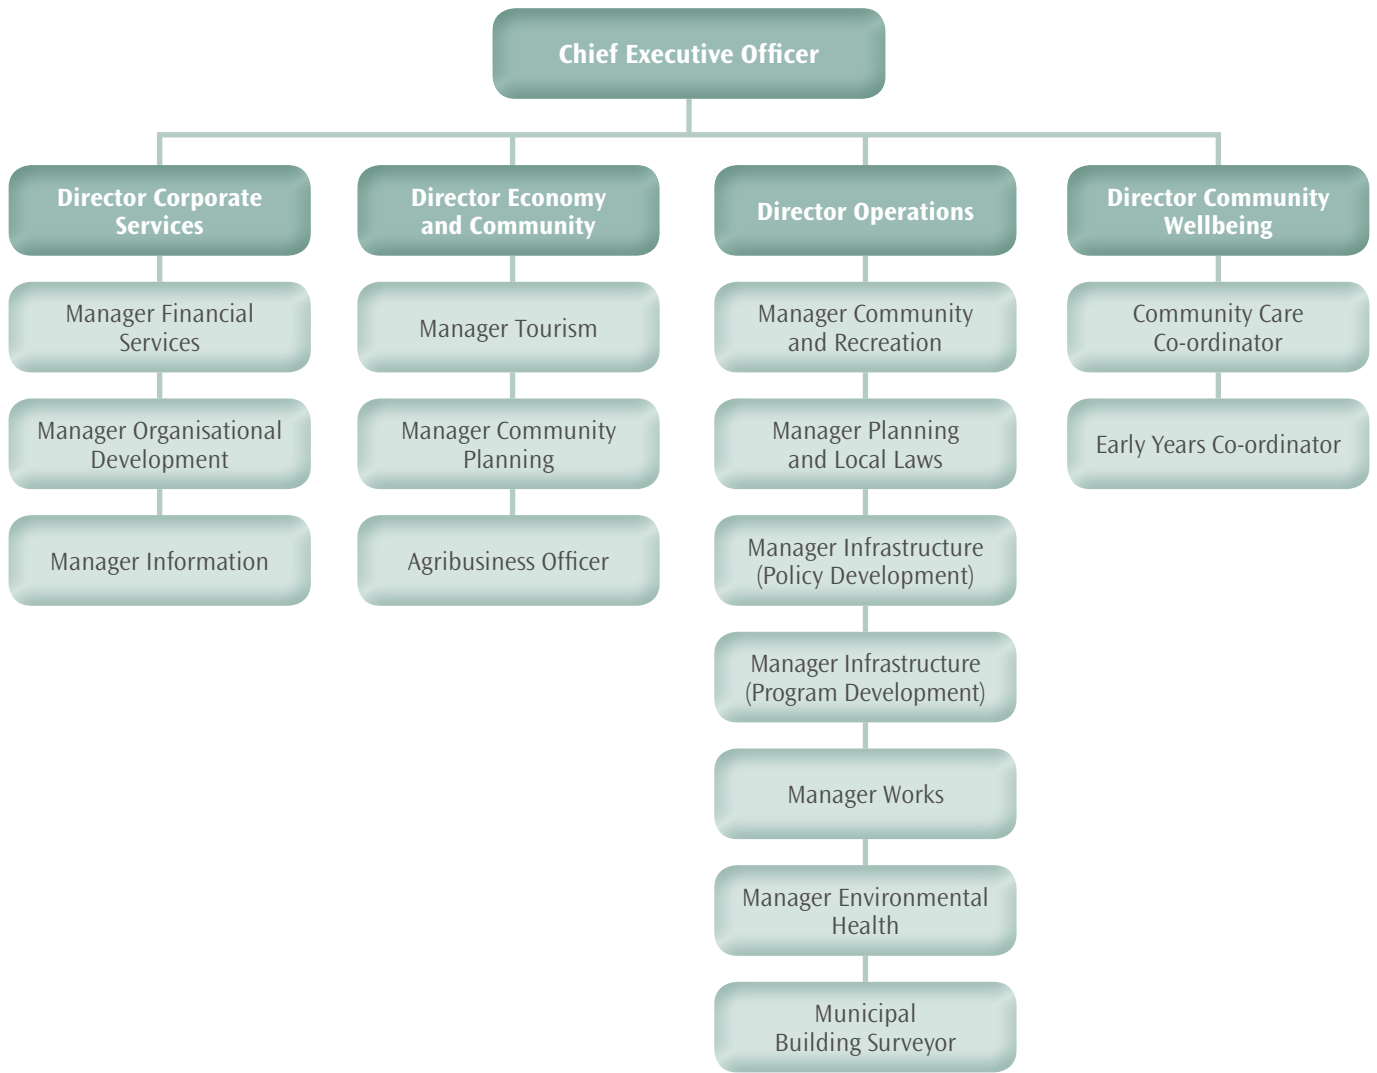 Chief Executive Officer
Director Corporate
Services
Manager Financial
Services
Manager Organisational
Development
Manager Information
Director Economy
and Community
Manager Tourism
Manager Community
Planning
Agribusiness Officer
Director Operations
Manager Community
and Recreation
Manager Planning
and Local Laws
Manager Infrastructure
(Policy Development)
Manager Infrastructure
(Program Development)
Manager Works
Manager Environmental
Health
Municipal
Building Surveyor
Director Community
Wellbeing
Community Care
Co-ordinator
Early Years Co-ordinator